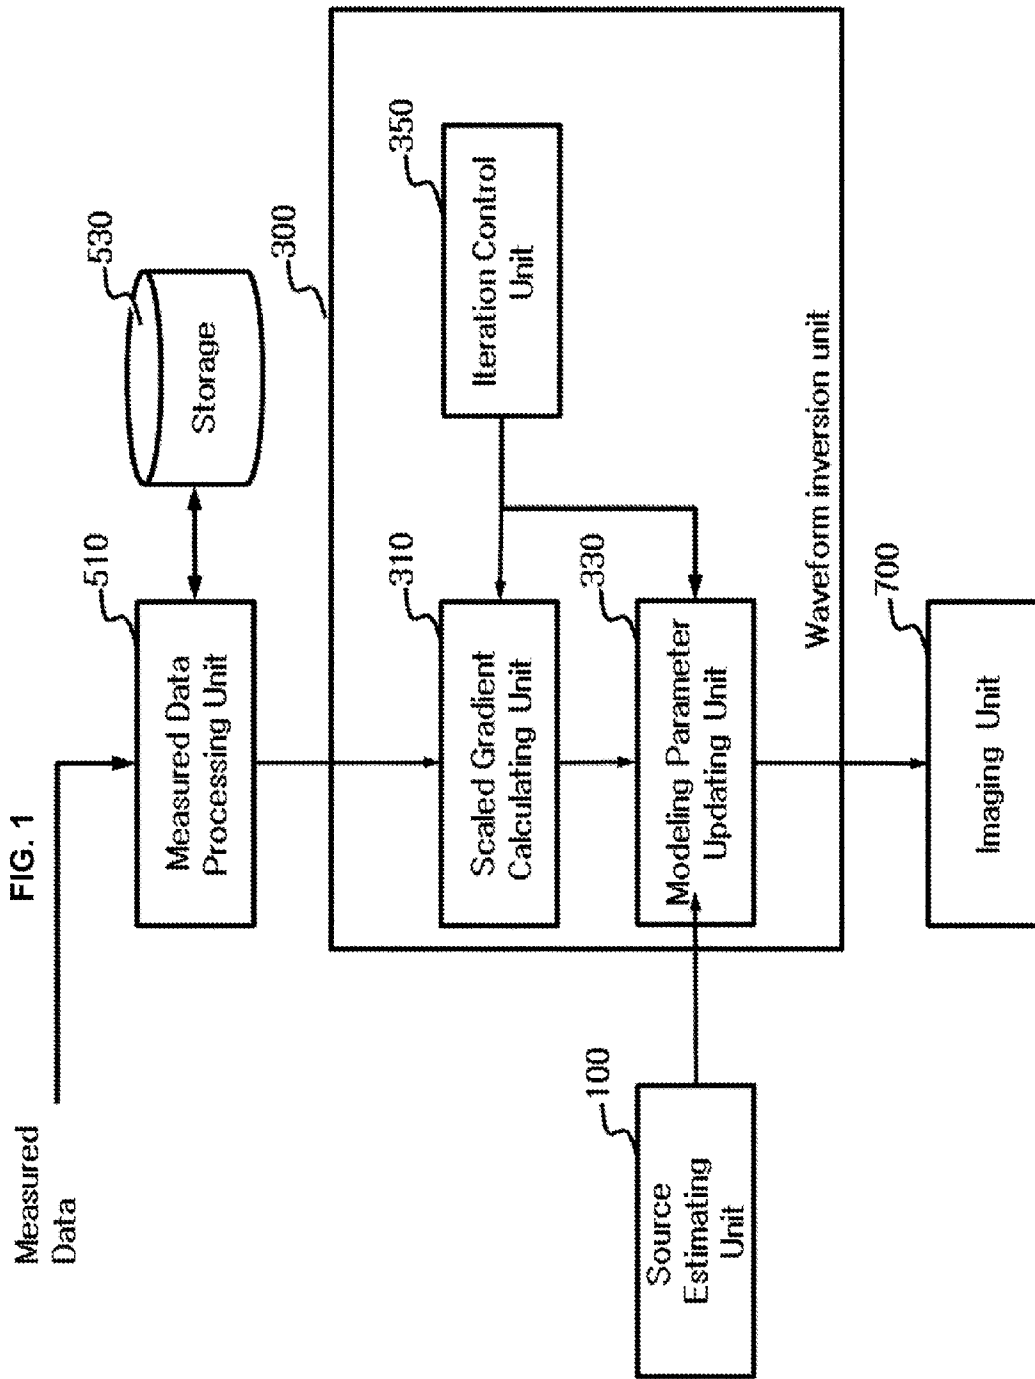 FIG. 1
Measured
Data
510
Measured Data
Processing Unit
530
Storage
300
310
Scaled Gradient
Calculating Unit
350
Iteration Control
Unit
100
Source
Estimating
Unit
330
Modeling Parameter
Updating Unit
Waveform inversion unit
700
Imaging Unit